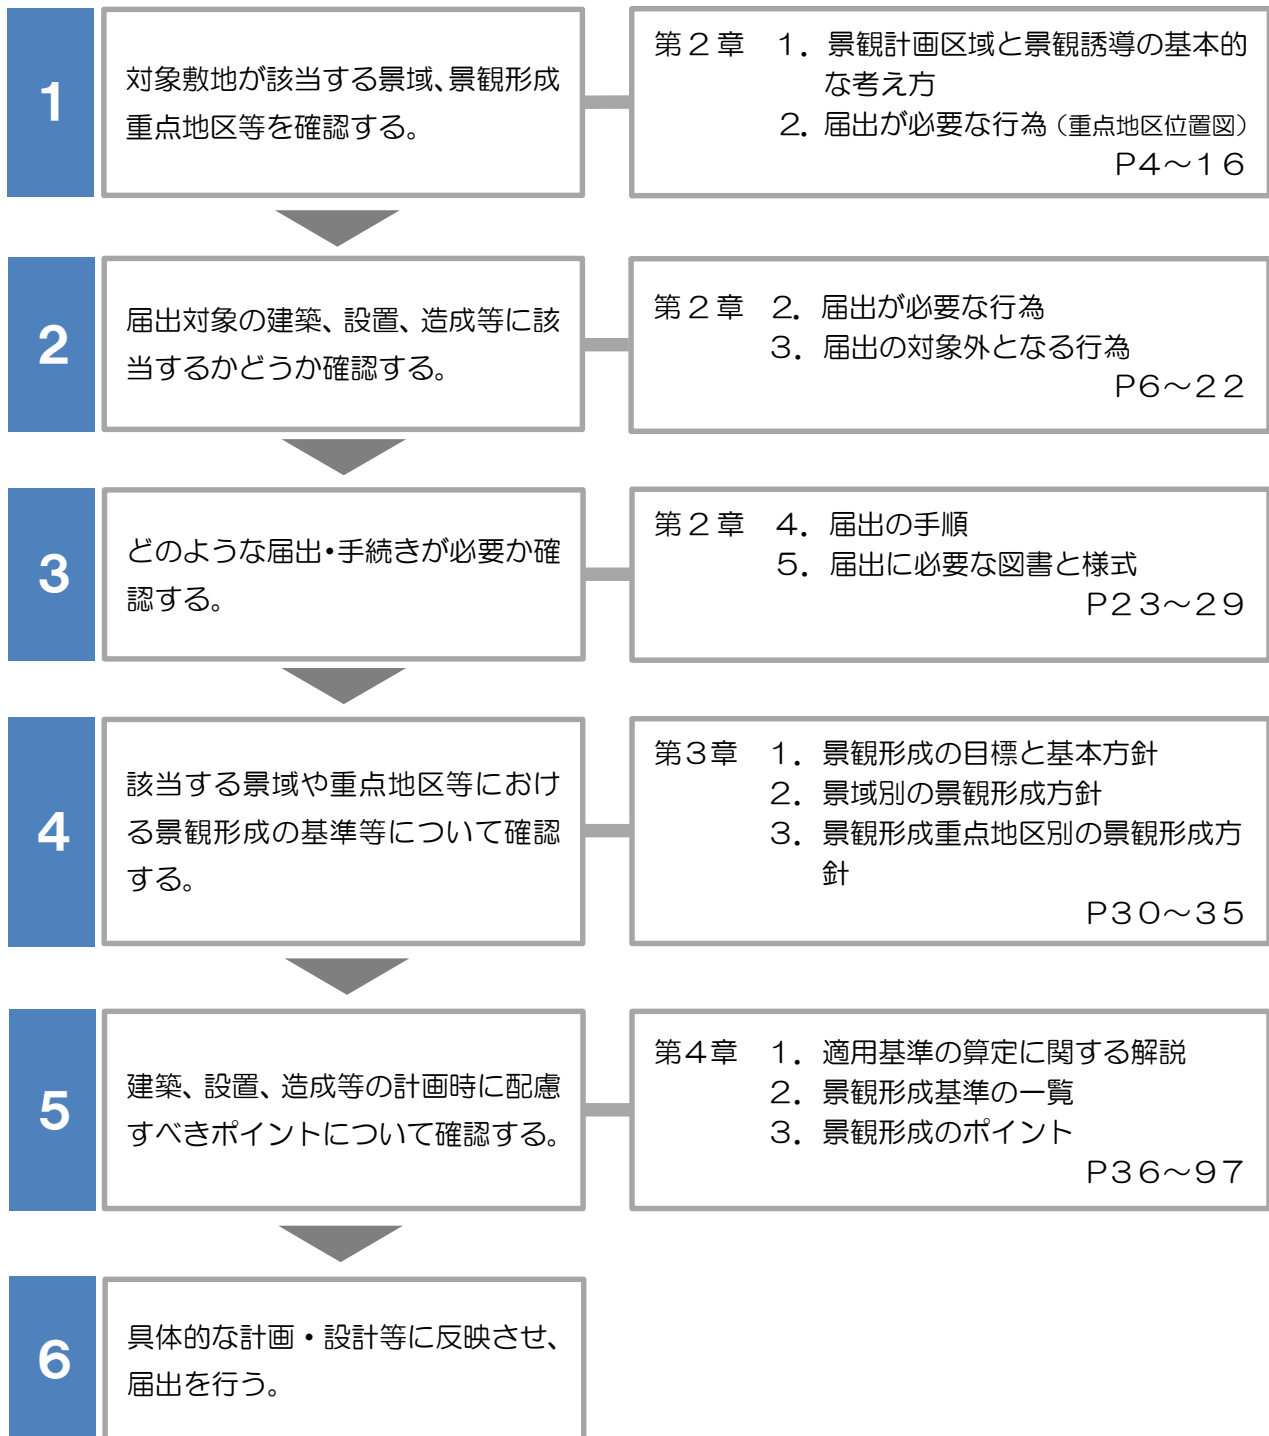 1
対象敷地が該当する景域、景観形成
重点地区等を確認する。
第２章　１．景観計画区域と景観誘導の基本的
な考え方
２．届出が必要な行為（重点地区位置図）
P４～１６
2
届出対象の建築、設置、造成等に該
当するかどうか確認する。
第２章　２．届出が必要な行為
３．届出の対象外となる行為
P６～２２
3
どのような届出・手続きが必要か確
認する。
第２章　４．届出の手順
５．届出に必要な図書と様式
P２３～２９
4
該当する景域や重点地区等におけ
る景観形成の基準等について確認
する。
第３章　１．景観形成の目標と基本方針
２．景域別の景観形成方針
３．景観形成重点地区別の景観形成方
針
P３０～３５
5
建築、設置、造成等の計画時に配慮
すべきポイントについて確認する。
第４章　１．適用基準の算定に関する解説
２．景観形成基準の一覧
３．景観形成のポイント
P３６～９７
6
具体的な計画・設計等に反映させ、
届出を行う。